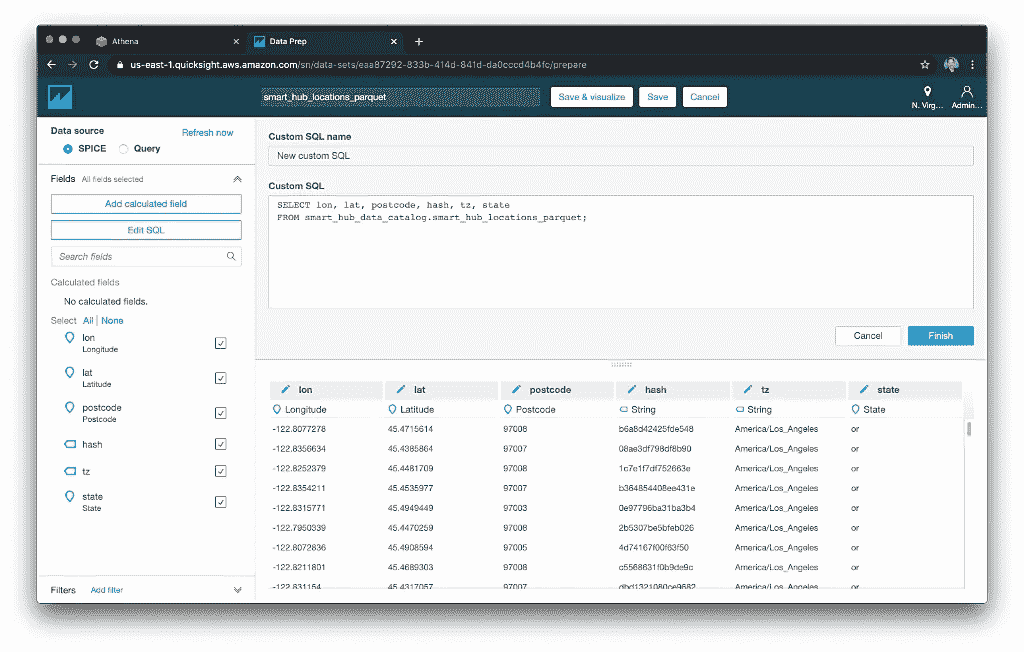 Athena
Data Prep
us-east-1.quicksight.aws.amazon.com/sn/data-sets/eaa87292-833b-414d-841d-da0cccd4b4fc/prepare
smart_hub_locations_parquet
Save & visualize
Save
Cancel
N. Virg...
Admin...
Data source
Refresh now
SPICE
Query
Fields All fields selected
Add calculated field
Edit SQL
Search fields
Calculated fields
No calculated fields.
Select All | None
lon
Longitude
lat
Latitude
postcode
Postcode
hash
tz
state
State
Filters Add filter
Custom SQL name
New custom SQL
Custom SQL
SELECT lon, lat, postcode, hash, tz, state
FROM smart_hub_data_catalog.smart_hub_locations_parquet;
Cancel
Finish
lon lat postcode hash tz state
Longitude Latitude Postcode String String State
-122.8077278 45.4715614 97008 b6a8d42425fde548 America/Los_Angeles or
-122.8356634 45.4385864 97007 08ae3df798df8b90 America/Los_Angeles or
-122.8252379 45.4481709 97008 1c7e1f7df752663e America/Los_Angeles or
-122.8354211 45.4535977 97007 b364854408ee431e America/Los_Angeles or
-122.8315771 45.4949449 97003 0e97796ba31ba3b4 America/Los_Angeles or
-122.7950339 45.4470259 97008 2b5307be5bfeb026 America/Los_Angeles or
-122.8072836 45.4908594 97005 4d74167f00f63f50 America/Los_Angeles or
-122.8211801 45.4689303 97008 c5568631f0b9de9c America/Los_Angeles or
-122.831154 45.4317057 97007 dbd1321080ce9682 America/Los_Angeles or